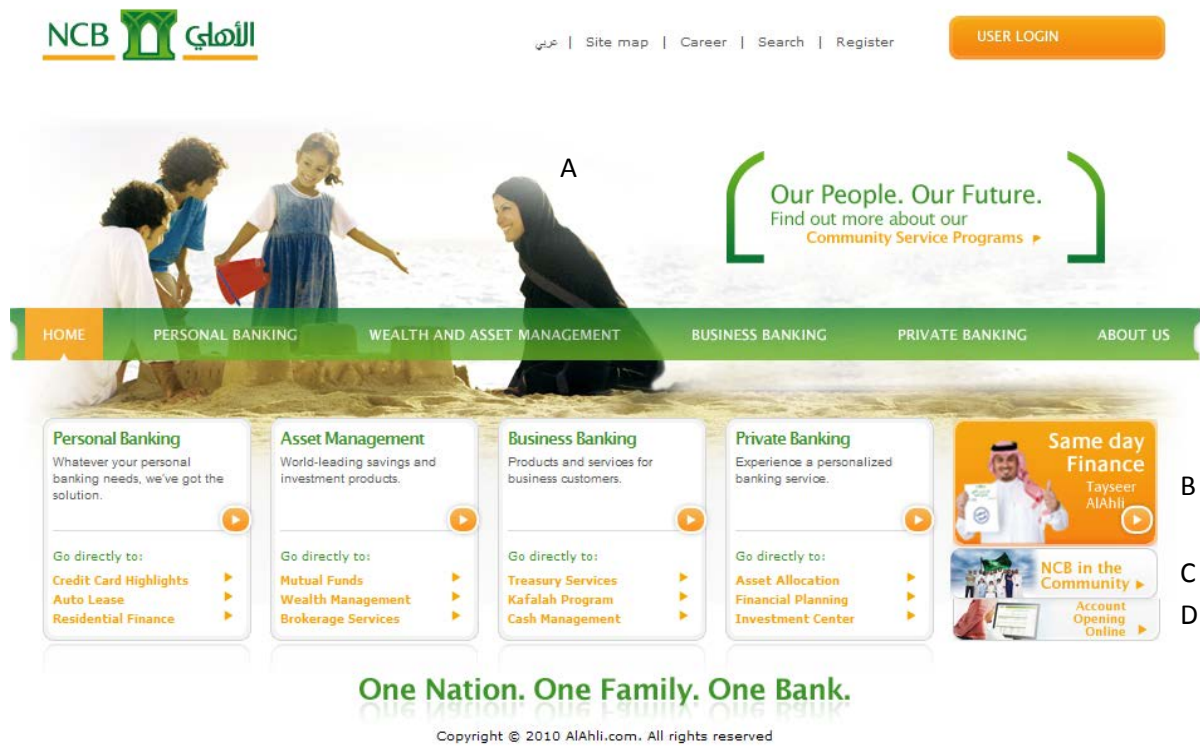 NCB الأهلي
عربي | Site map | Career | Search | Register
USER LOGIN
A
Our People. Our Future.
Find out more about our
Community Service Programs
HOME PERSONAL BANKING WEALTH AND ASSET MANAGEMENT BUSINESS BANKING PRIVATE BANKING ABOUT US
Personal Banking
Whatever your personal
banking needs, we've got the
solution.
Go directly to:
Credit Card Highlights
Auto Lease
Residential Finance
Asset Management
World-leading savings and
investment products.
Go directly to:
Mutual Funds
Wealth Management
Brokerage Services
Business Banking
Products and services for
business customers.
Go directly to:
Treasury Services
Kafalah Program
Cash Management
Private Banking
Experience a personalized
banking service.
Go directly to:
Asset Allocation
Financial Planning
Investment Center
Same day
Finance
Tayseer
AlAhli
B
NCB in the
Community
C
Account
Opening
Online
D
One Nation. One Family. One Bank.
Copyright © 2010 AlAhli.com. All rights reserved